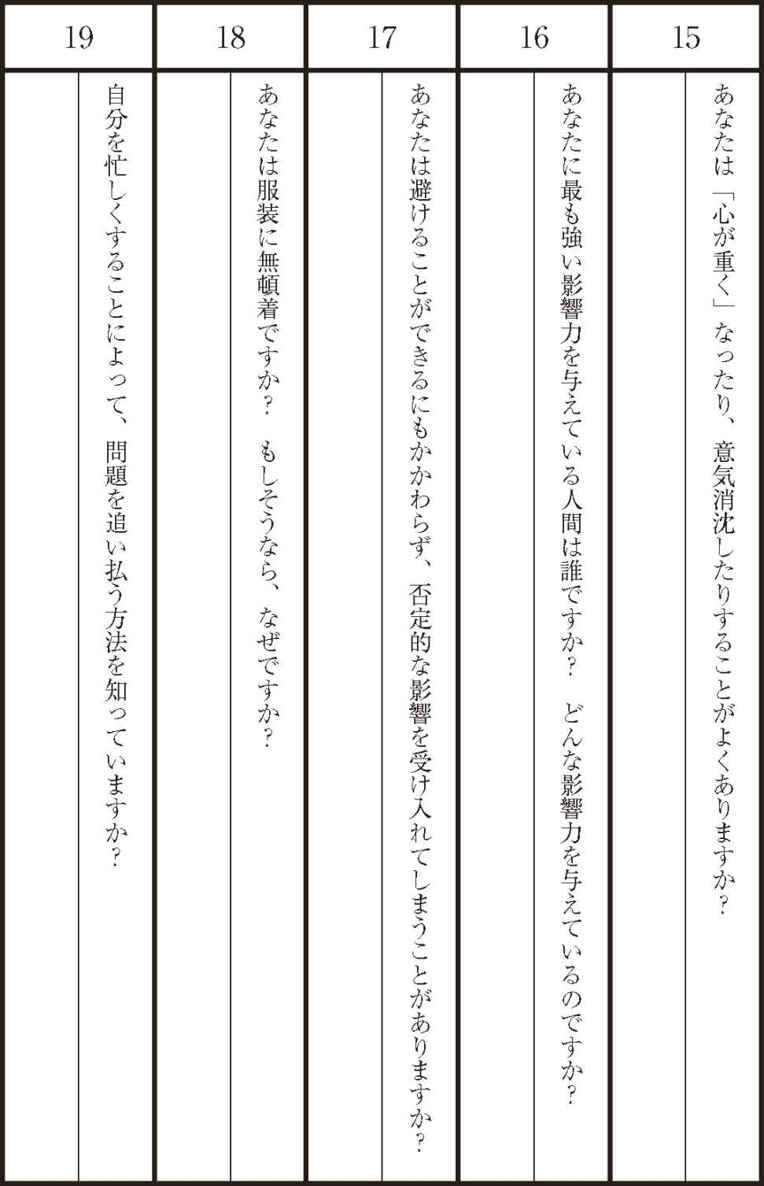 15
あなたは「心が重く」なったり、意気消沈したりすることがよくありますか？
16
あなたに最も強い影響力を与えている人間は誰ですか？　どんな影響力を与えているのですか？
17
あなたは避けることができるにもかかわらず、否定的な影響を受け入れてしまうことがありますか？
18
あなたは服装に無頓着ですか？　もしそうなら、なぜですか？
19
自分を忙しくすることによって、問題を追い払う方法を知っていますか？